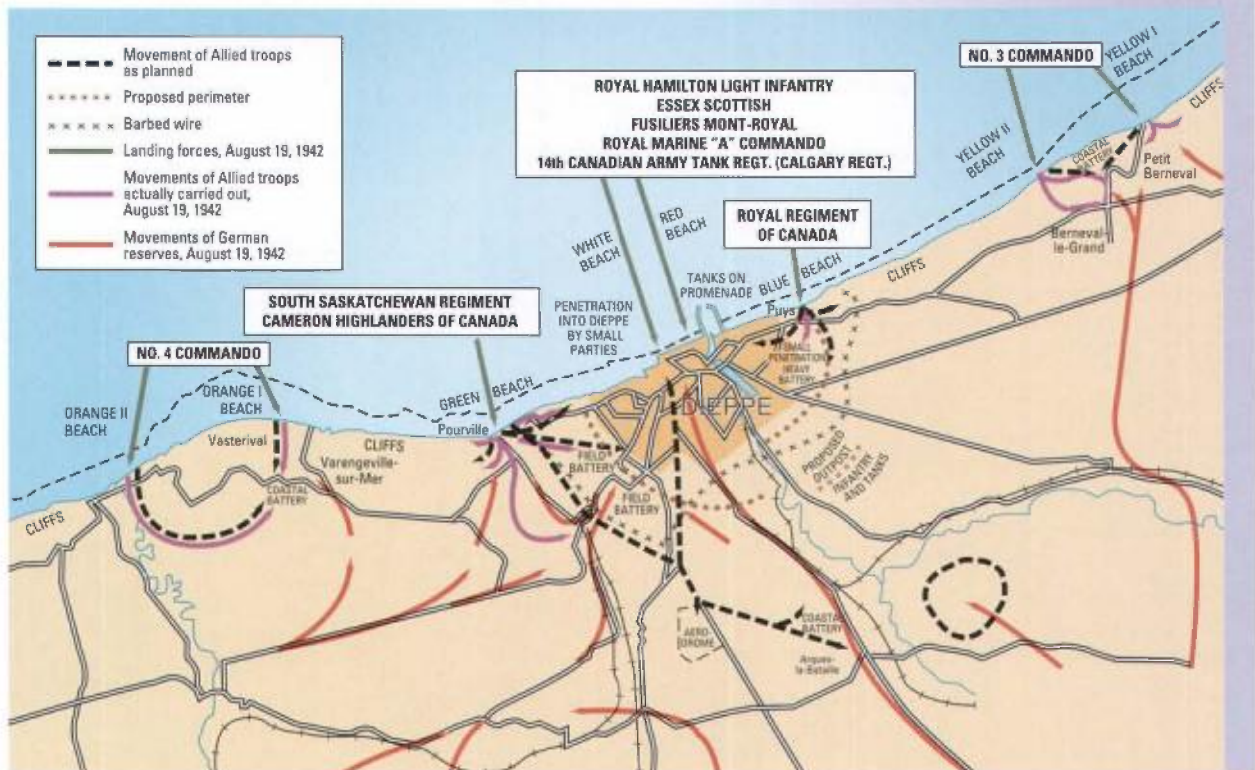 Movement of Allied troops
as planned
Proposed perimeter
Barbed wire
Landing forces, August 19, 1942
Movements of Allied troops
actually carried out,
August 19, 1942
Movements of German
reserves, August 19, 1942
NO. 3 COMMANDO
YELLOW I
BEACH
CLIFFS
ROYAL HAMILTON LIGHT INFANTRY
ESSEX SCOTTISH
FUSILIERS MONT-ROYAL
ROYAL MARINE "A" COMMANDO
14th CANADIAN ARMY TANK REGT. (CALGARY REGT.)
YELLOW II
BEACH
COASTAL
BATTERY
Petit
Berneval
Berneval-
le-Grand
RED
BEACH
WHITE
BEACH
ROYAL REGIMENT
OF CANADA
TANKS ON
PROMENADE
BLUE BEACH
CLIFFS
Puys
SOUTH SASKATCHEWAN REGIMENT
CAMERON HIGHLANDERS OF CANADA
PENETRATION
INTO DIEPPE
BY SMALL
PARTIES
SMALL
PENETRATION
HEAVY
BATTERY
NO. 4 COMMANDO
ORANGE I
BEACH
ORANGE II
BEACH
GREEN BEACH
DIEPPE
Pourville
Vasterival
CLIFFS
Varengeville-
sur-Mer
FIELD
BATTERY
PROPOSED
OUTPOST
INFANTRY
AND TANKS
COASTAL
BATTERY
FIELD
BATTERY
CLIFFS
AERO-
DROME
COASTAL
BATTERY
Arques-
la-Bataille